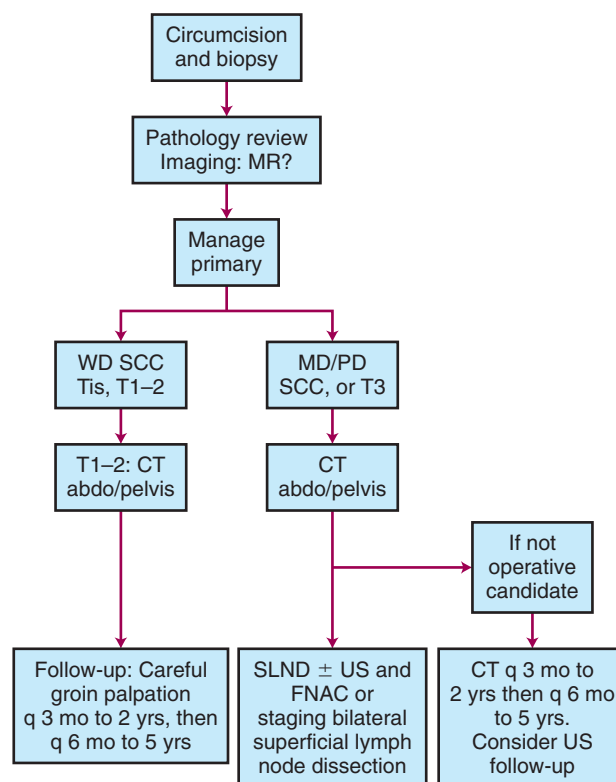 Circumcision
and biopsy
Pathology review
Imaging: MR?
Manage
primary
WD SCC
Tis, T1–2
MD/PD
SCC, or T3
T1–2: CT
abdo/pelvis
CT
abdo/pelvis
If not
operative
candidate
Follow-up: Careful
groin palpation
q 3 mo to 2 yrs, then
q 6 mo to 5 yrs
SLND ± US and
FNAC or
staging bilateral
superficial lymph
node dissection
CT q 3 mo to
2 yrs then q 6 mo
to 5 yrs.
Consider US
follow-up